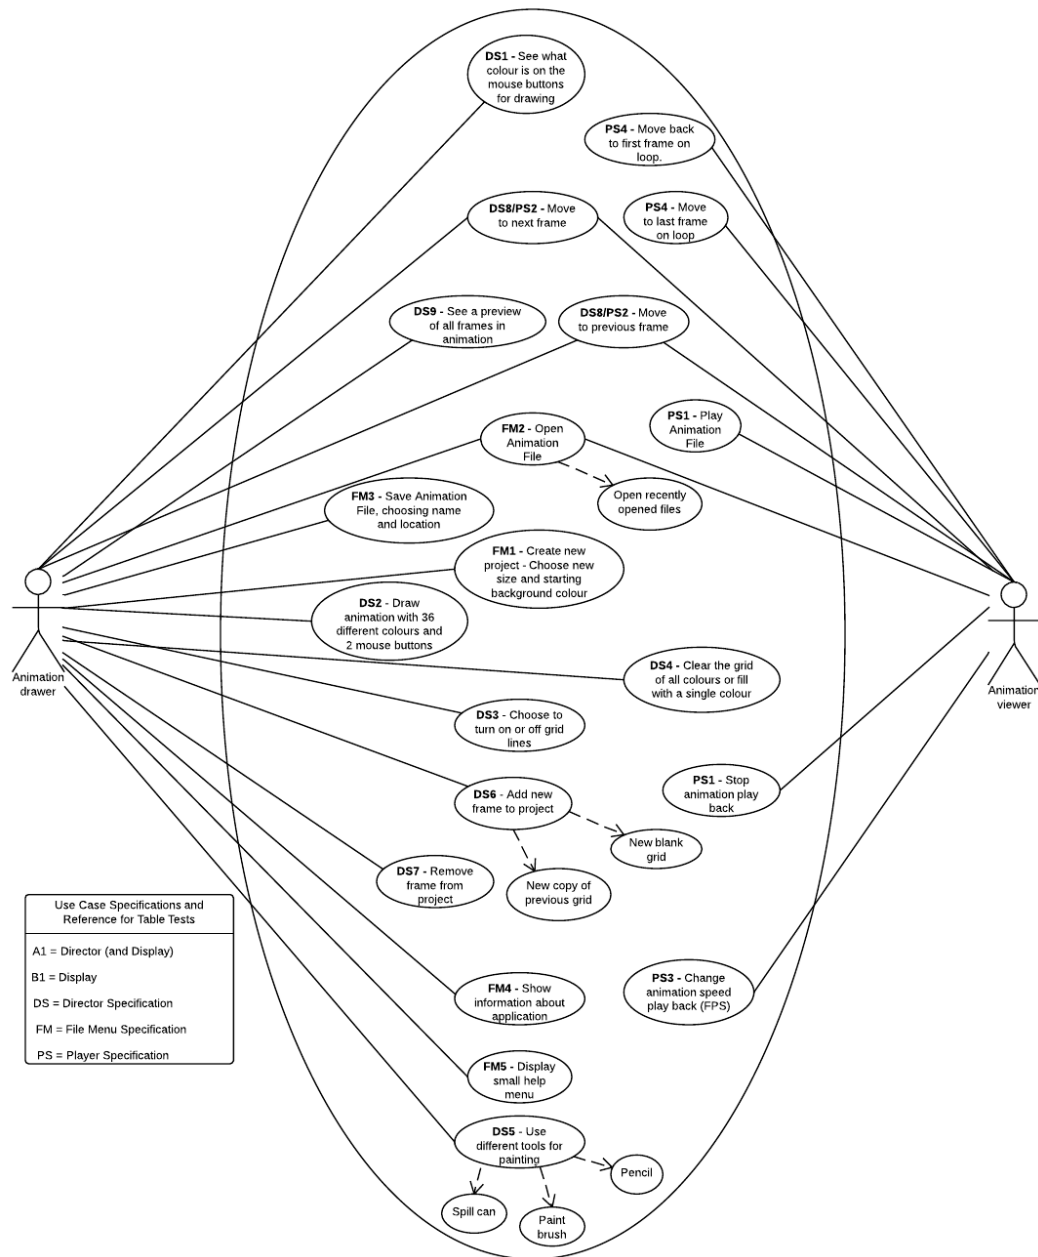 DS1 - See what
colour is on the
mouse buttons
for drawing
PS4 - Move back
to first frame on
loop.
DS8/PS2 - Move
to next frame
PS4 - Move
to last frame
on loop
DS9 - See a preview
of all frames in
animation
DS8/PS2 - Move
to previous frame
PS1 - Play
Animation
File
FM2 - Open
Animation
File
Open recently
opened files
FM3 - Save Animation
File, choosing name
and location
FM1 - Create new
project - Choose new
size and starting
background colour
DS2 - Draw
animation with 36
different colours and
2 mouse buttons
Animation
drawer
Animation
viewer
DS4 - Clear the grid
of all colours or fill
with a single colour
DS3 - Choose to
turn on or off grid
lines
PS1 - Stop
animation play
back
DS6 - Add new
frame to project
New blank
grid
DS7 - Remove
frame from
project
New copy of
previous grid
Use Case Specifications and
Reference for Table Tests
A1 = Director (and Display)
B1 = Display
DS = Director Specification
FM = File Menu Specification
PS = Player Specification
FM4 - Show
information about
application
PS3 - Change
animation speed
play back (FPS)
FM5 - Display
small help
menu
DS5 - Use
different tools for
painting
Pencil
Spill can
Paint
brush